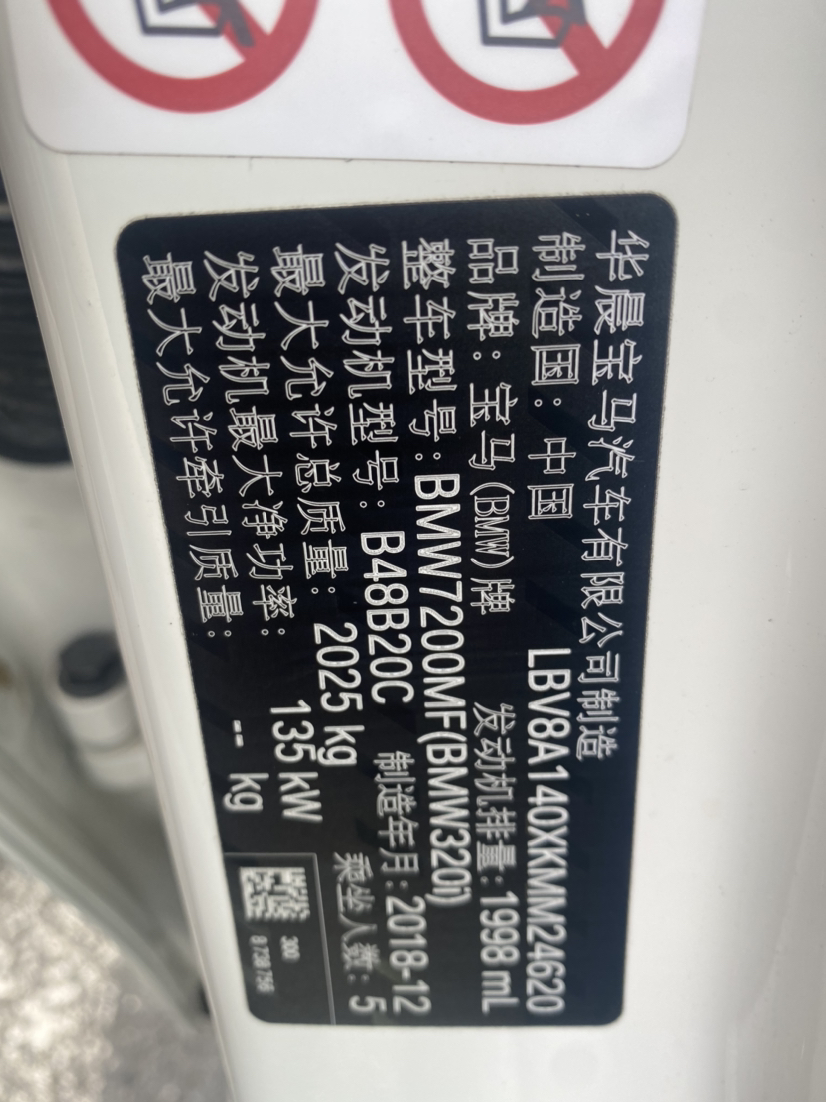 华晨宝马汽车有限公司制造
制造国：中国 LBV8A140XKMM24620
品牌：宝马(BMW)牌 发动机排量：1998 mL
整车型号：BMW7200MF(BMW320i)
发动机型号：B48B20C 制造年月：2018-12
最大允许总质量：2025 kg 乘坐人数：5
发动机最大净功率：135 kW
最大允许牵引质量：-- kg
300